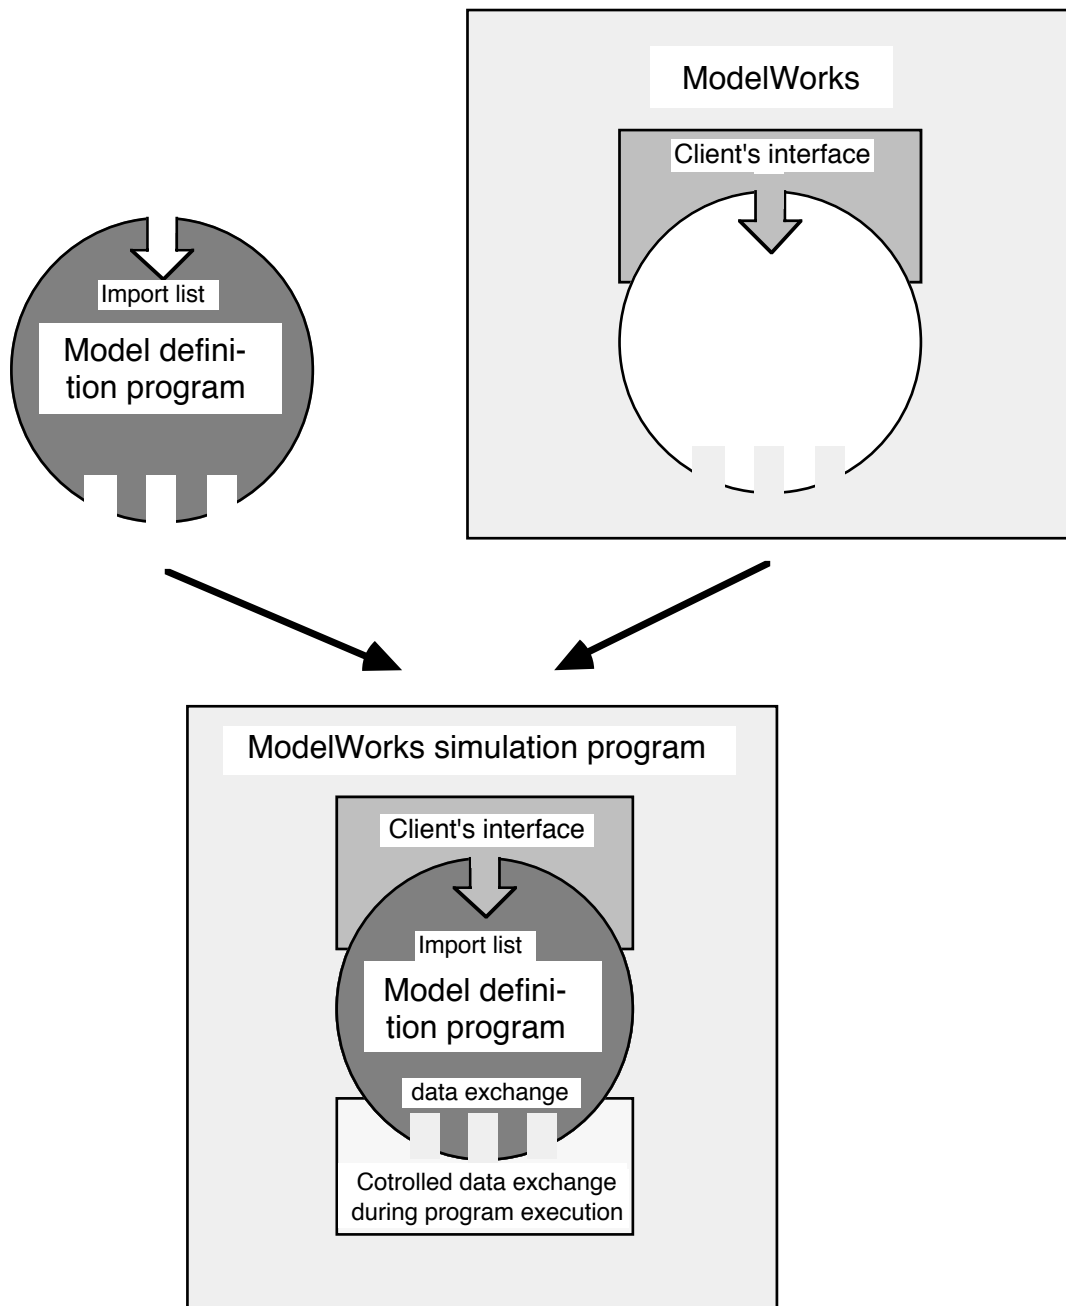 ModelWorks
Client's interface
Import list
Model defini-
tion program
ModelWorks simulation program
Client's interface
Import list
Model defini-
tion program
data exchange
Cotrolled data exchange
during program execution